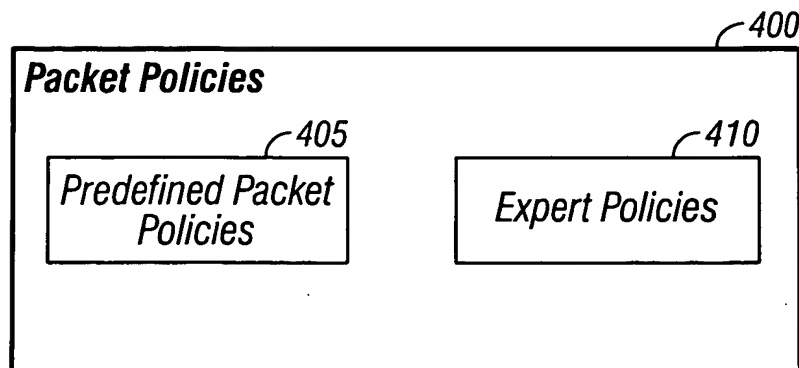 400
Packet Policies
405
410
Predefined Packet
Policies
Expert Policies